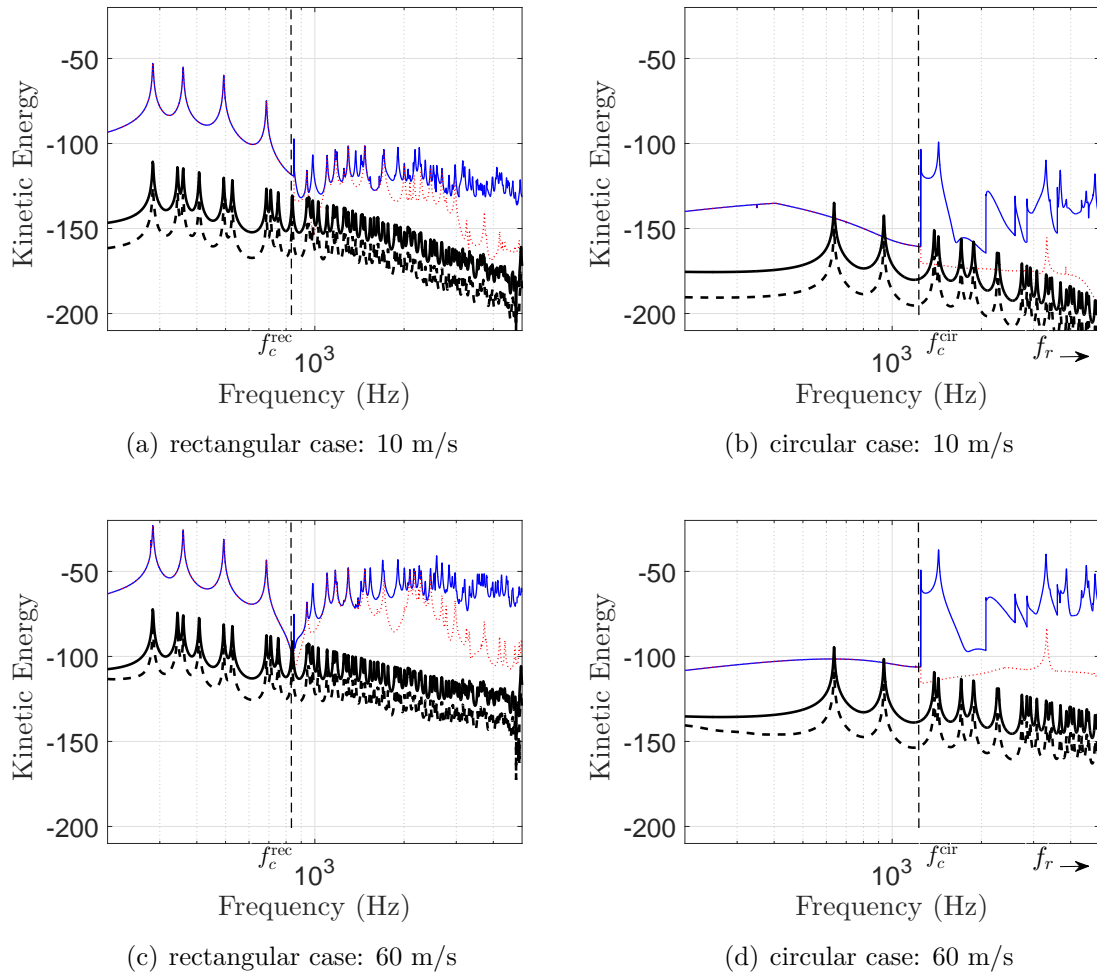 -50
-100
-150
-200
Kinetic Energy
f_c^rec
10^3
Frequency (Hz)
(a) rectangular case: 10 m/s
-50
-100
-150
-200
Kinetic Energy
f_c^cir
f_r →
10^3
Frequency (Hz)
(b) circular case: 10 m/s
-50
-100
-150
-200
Kinetic Energy
f_c^rec
10^3
Frequency (Hz)
(c) rectangular case: 60 m/s
-50
-100
-150
-200
Kinetic Energy
f_c^cir
f_r →
10^3
Frequency (Hz)
(d) circular case: 60 m/s